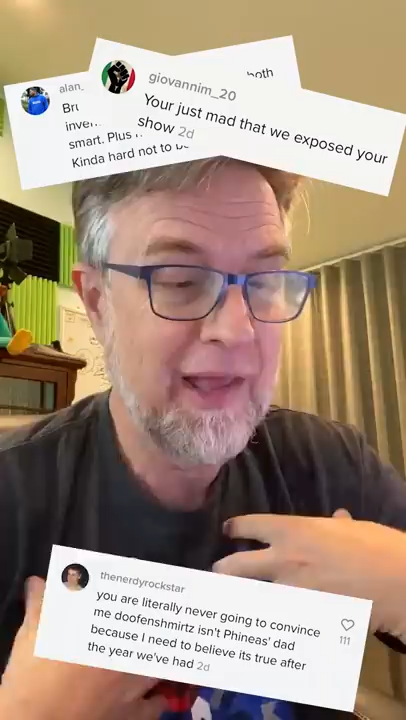 both
giovannim_20
Your just mad that we exposed your
show 2d
alan_
smart. Plus
Kinda hard not to
thenerdyrockstar
you are literally never going to convince
me doofenshmirtz isn't Phineas' dad
because I need to believe its true after
the year we've had 2d
111